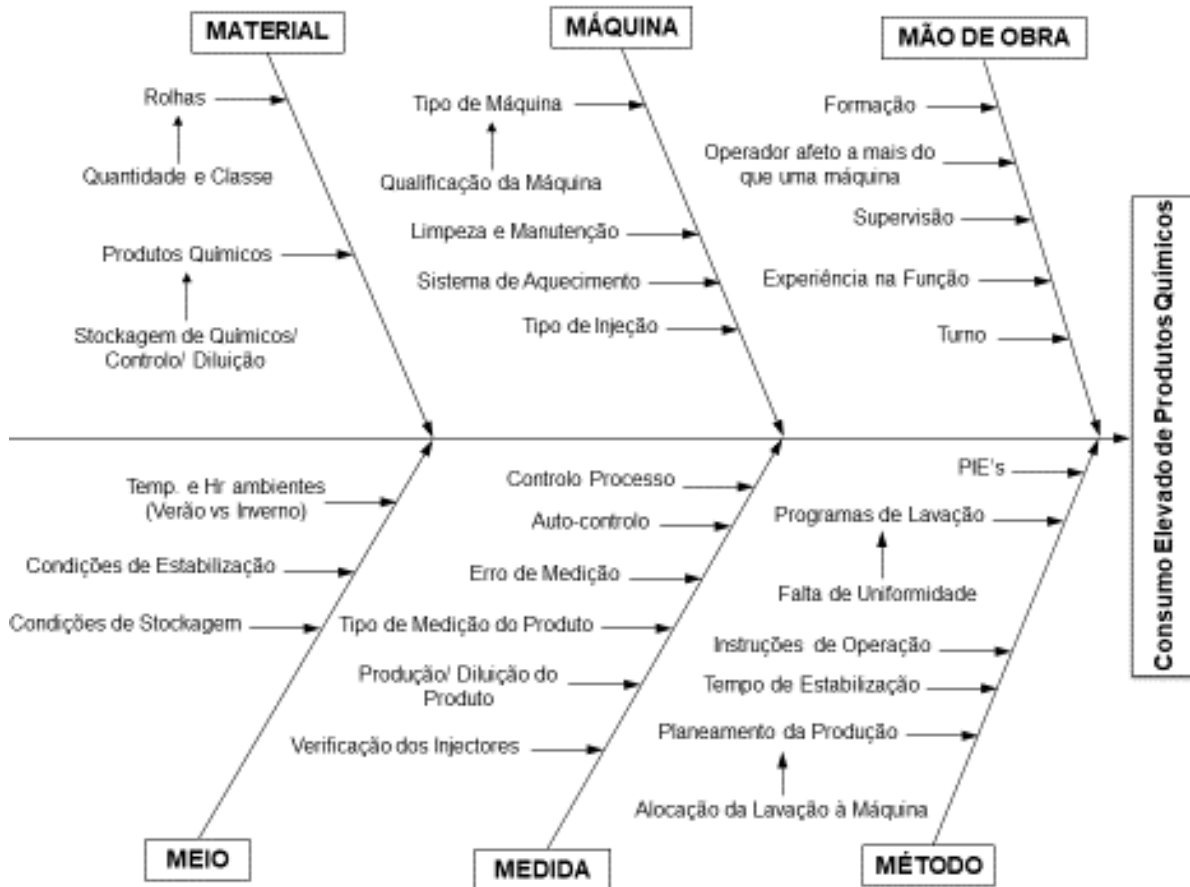 MATERIAL
MÁQUINA
MÃO DE OBRA
Rolhas
Quantidade e Classe
Produtos Químicos
Stockagem de Químicos/
Controlo/ Diluição
Tipo de Máquina
Qualificação da Máquina
Limpeza e Manutenção
Sistema de Aquecimento
Tipo de Injeção
Formação
Operador afeto a mais do
que uma máquina
Supervisão
Experiência na Função
Turno
Consumo Elevado de Produtos Químicos
Temp. e Hr ambientes
(Verão vs Inverno)
Condições de Estabilização
Condições de Stockagem
Controlo Processo
Auto-controlo
Erro de Medição
Tipo de Medição do Produto
Produção/ Diluição do
Produto
Verificação dos Injectores
PIE's
Programas de Lavação
Falta de Uniformidade
Instruções de Operação
Tempo de Estabilização
Planeamento da Produção
Alocação da Lavação à Máquina
MEIO
MEDIDA
MÉTODO